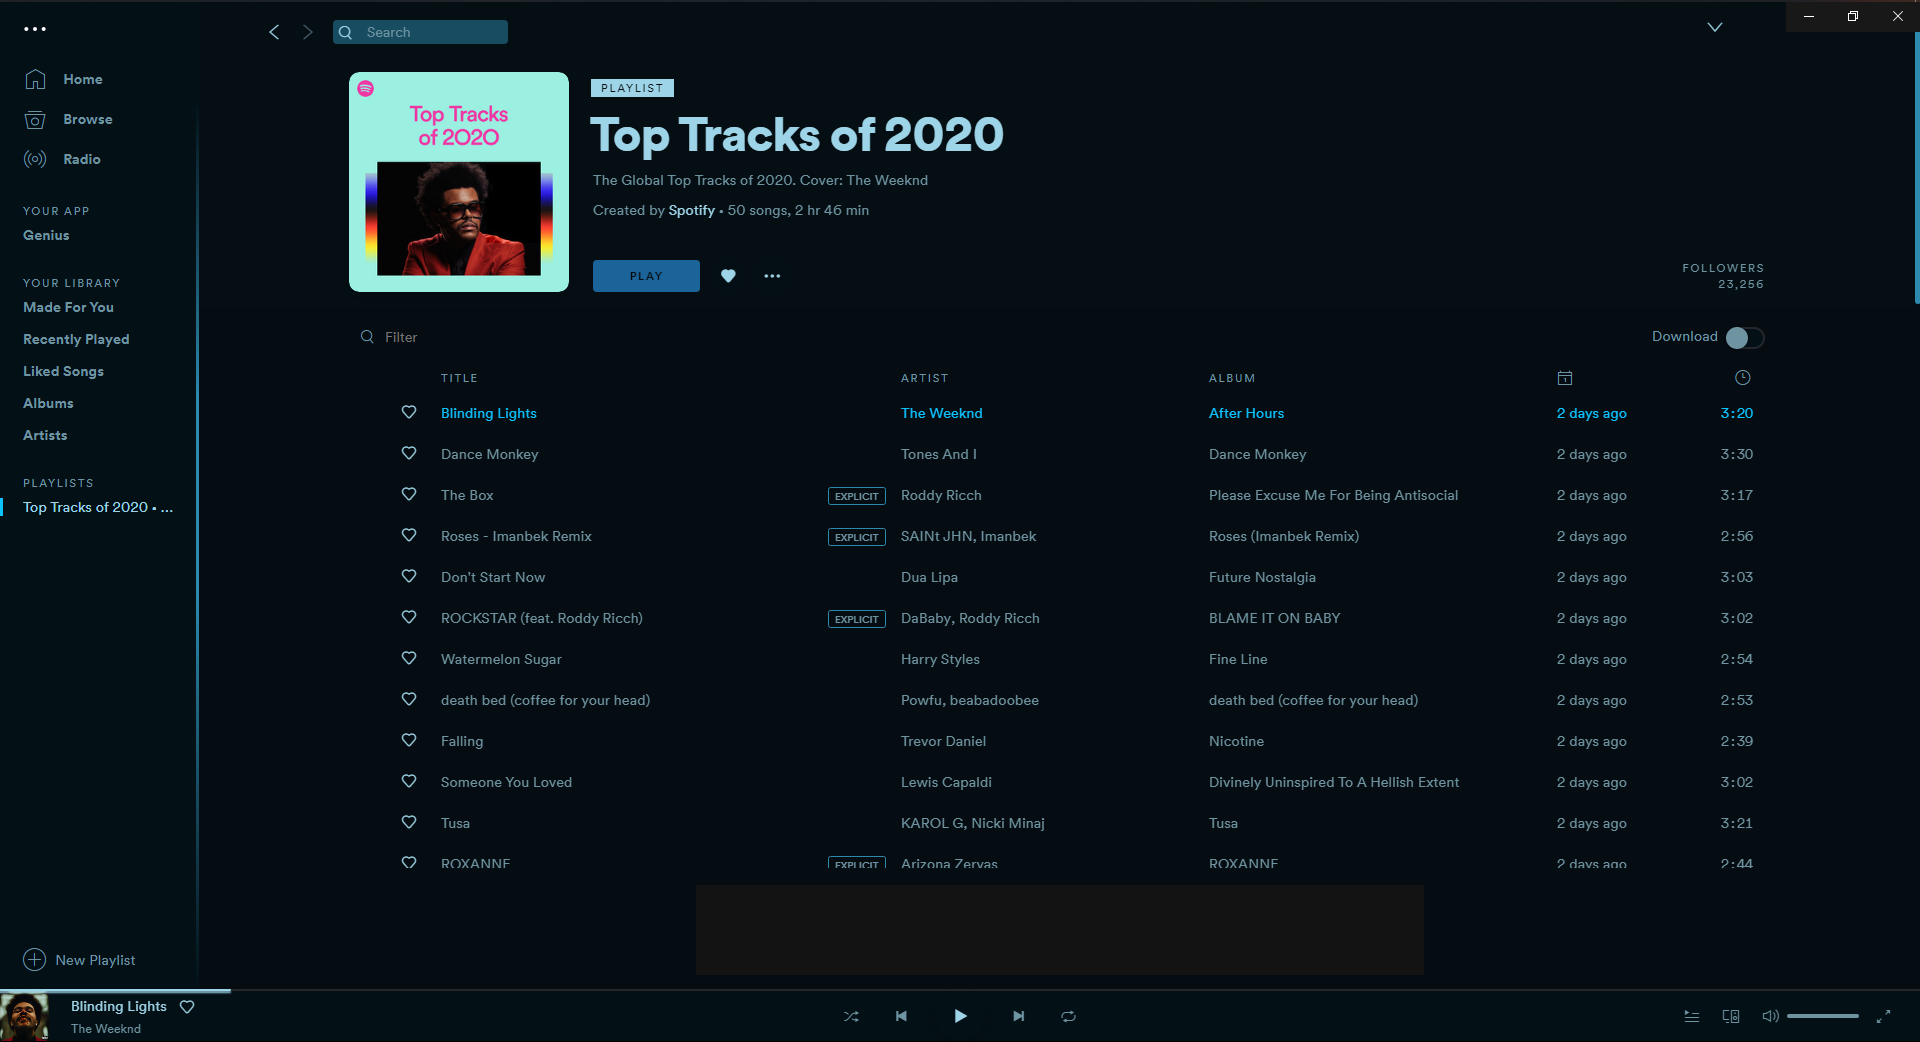 Search
Home
Browse
Radio
YOUR APP
Genius
YOUR LIBRARY
Made For You
Recently Played
Liked Songs
Albums
Artists
PLAYLISTS
Top Tracks of 2020 • ...
New Playlist
Top Tracks
of 2020
PLAYLIST
Top Tracks of 2020
The Global Top Tracks of 2020. Cover: The Weeknd
Created by Spotify • 50 songs, 2 hr 46 min
PLAY
FOLLOWERS
23,256
Filter
Download
TITLE ARTIST ALBUM
Blinding Lights The Weeknd After Hours 2 days ago 3:20
Dance Monkey Tones And I Dance Monkey 2 days ago 3:30
The Box EXPLICIT Roddy Ricch Please Excuse Me For Being Antisocial 2 days ago 3:17
Roses - Imanbek Remix EXPLICIT SAINt JHN, Imanbek Roses (Imanbek Remix) 2 days ago 2:56
Don't Start Now Dua Lipa Future Nostalgia 2 days ago 3:03
ROCKSTAR (feat. Roddy Ricch) EXPLICIT DaBaby, Roddy Ricch BLAME IT ON BABY 2 days ago 3:02
Watermelon Sugar Harry Styles Fine Line 2 days ago 2:54
death bed (coffee for your head) Powfu, beabadoobee death bed (coffee for your head) 2 days ago 2:53
Falling Trevor Daniel Nicotine 2 days ago 2:39
Someone You Loved Lewis Capaldi Divinely Uninspired To A Hellish Extent 2 days ago 3:02
Tusa KAROL G, Nicki Minaj Tusa 2 days ago 3:21
ROXANNE EXPLICIT Arizona Zervas ROXANNE 2 days ago 2:44
Blinding Lights
The Weeknd